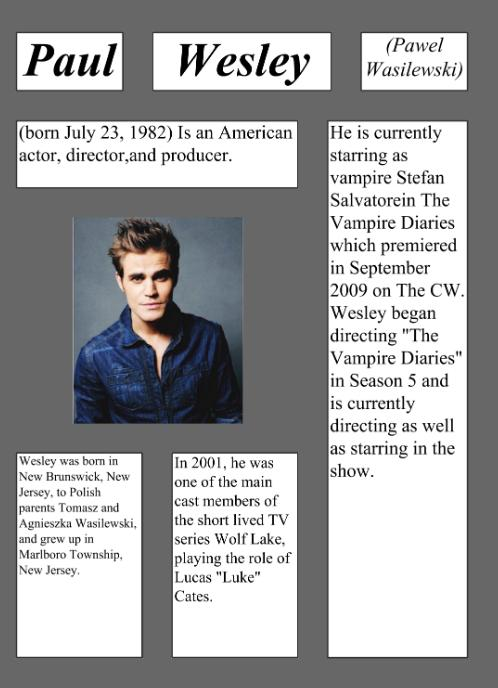 Paul Wesley (Pawel
Wasilewski)
(born July 23, 1982) Is an American
actor, director,and producer.
He is currently
starring as
vampire Stefan
Salvatorein The
Vampire Diaries
which premiered
in September
2009 on The CW.
Wesley began
directing "The
Vampire Diaries"
in Season 5 and
is currently
directing as well
as starring in the
show.
Wesley was born in
New Brunswick, New
Jersey, to Polish
parents Tomasz and
Agnieszka Wasilewski,
and grew up in
Marlboro Township,
New Jersey.
In 2001, he was
one of the main
cast members of
the short lived TV
series Wolf Lake,
playing the role of
Lucas "Luke"
Cates.